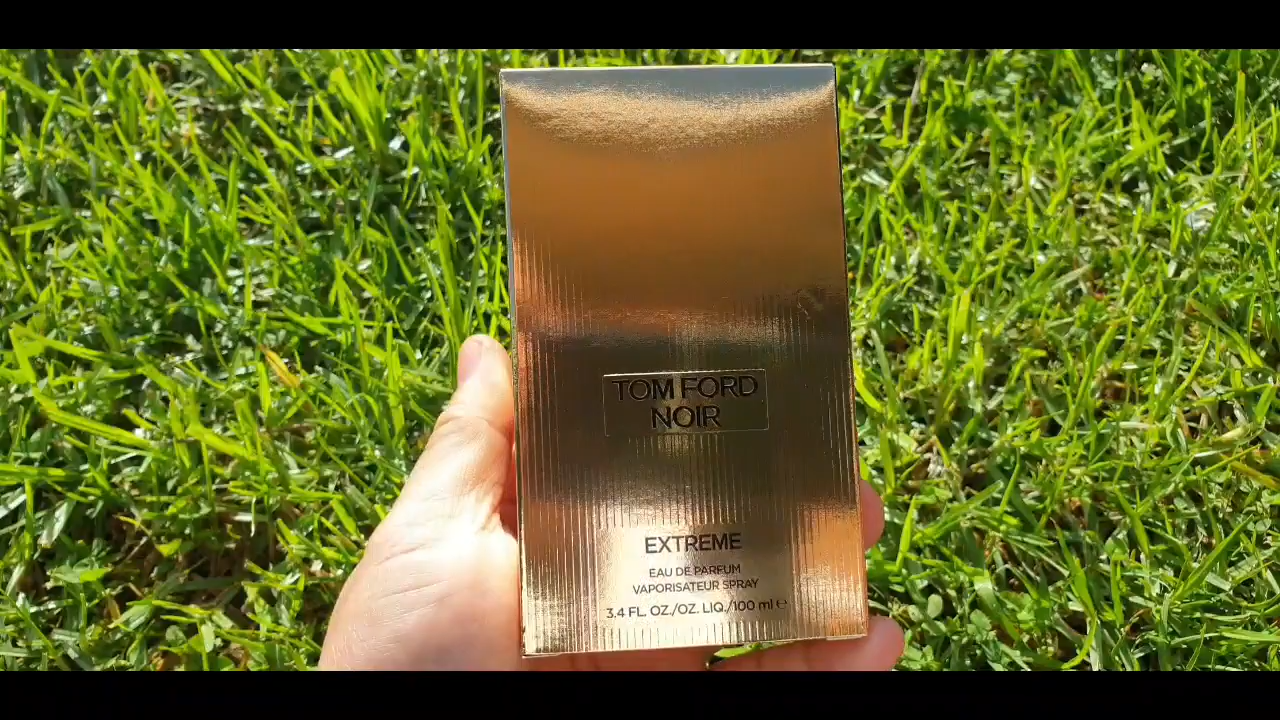 TOM FORD
NOIR
EXTREME
EAU DE PARFUM
VAPORISATEUR SPRAY
3.4 FL. OZ./OZ. LIQ./100 ml ℮